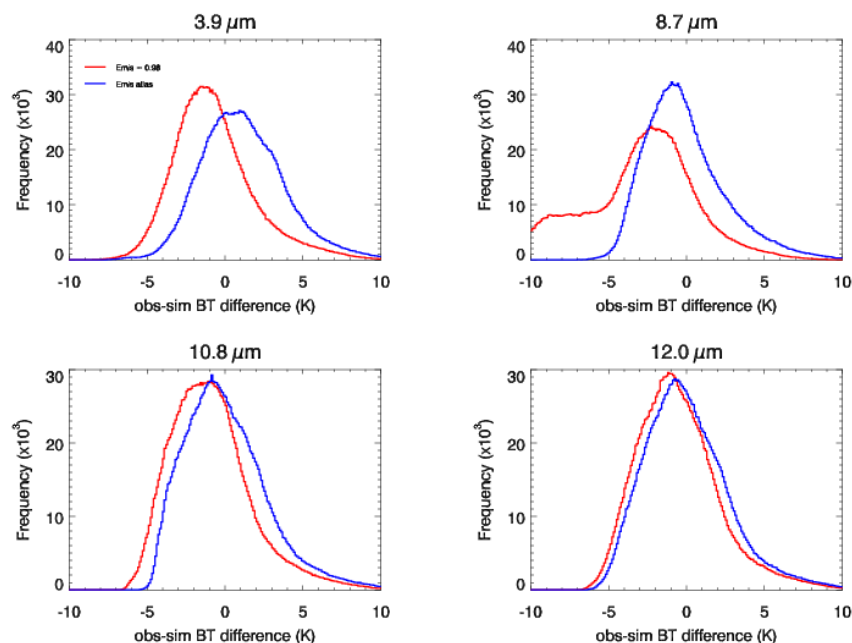 3.9 μm
40
30
20
10
0
Frequency (x10³)
Emis = 0.98
Emis atlas
-10 -5 0 5 10
obs-sim BT difference (K)
8.7 μm
40
30
20
10
0
Frequency (x10³)
-10 -5 0 5 10
obs-sim BT difference (K)
10.8 μm
30
20
10
0
Frequency (x10³)
-10 -5 0 5 10
obs-sim BT difference (K)
12.0 μm
30
20
10
0
Frequency (x10³)
-10 -5 0 5 10
obs-sim BT difference (K)